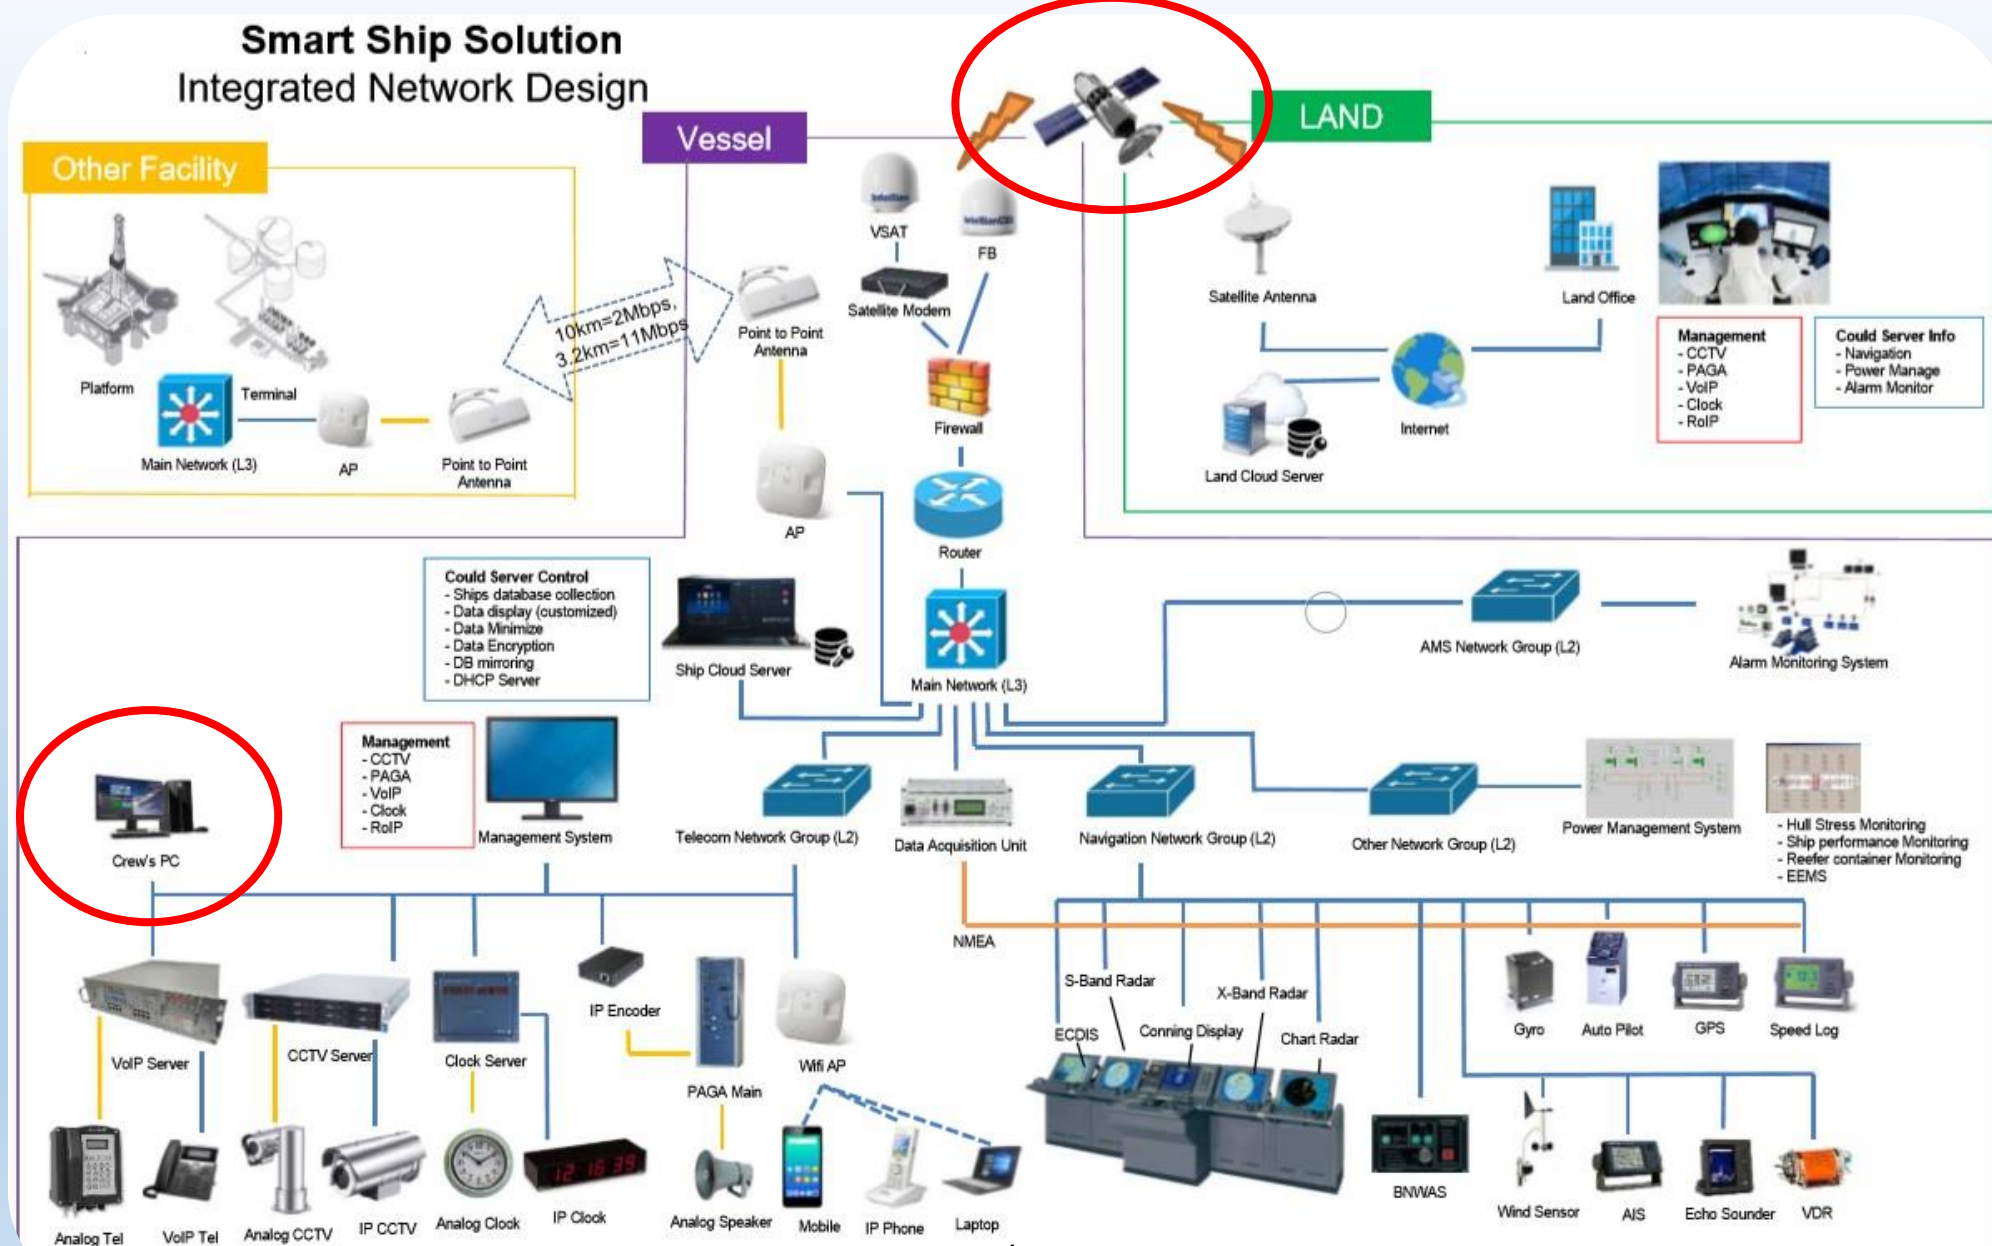 Smart Ship Solution
Integrated Network Design
Other Facility
Platform
Terminal
Main Network (L3)
AP
Point to Point
Antenna
10km=2Mbps,
3.2km=11Mbps
Vessel
VSAT
FB
Satellite Modem
Point to Point
Antenna
Firewall
AP
Router
LAND
Satellite Antenna
Land Office
Internet
Land Cloud Server
Management
- CCTV
- PAGA
- VoIP
- Clock
- RoIP
Could Server Info
- Navigation
- Power Manage
- Alarm Monitor
Could Server Control
- Ships database collection
- Data display (customized)
- Data Minimize
- Data Encryption
- DB mirroring
- DHCP Server
Ship Cloud Server
Main Network (L3)
AMS Network Group (L2)
Alarm Monitoring System
Crew's PC
Management
- CCTV
- PAGA
- VoIP
- Clock
- RoIP
Management System
Telecom Network Group (L2)
Data Acquisition Unit
Navigation Network Group (L2)
Other Network Group (L2)
Power Management System
- Hull Stress Monitoring
- Ship performance Monitoring
- Reefer container Monitoring
- EEMS
NMEA
VoIP Server
CCTV Server
Clock Server
IP Encoder
PAGA Main
Wifi AP
S-Band Radar
X-Band Radar
ECDIS
Conning Display
Chart Radar
Gyro
Auto Pilot
GPS
Speed Log
Analog Tel
VoIP Tel
Analog CCTV
IP CCTV
Analog Clock
12 16 39
IP Clock
Analog Speaker
Mobile
IP Phone
Laptop
BNWAS
Wind Sensor
AIS
Echo Sounder
VDR